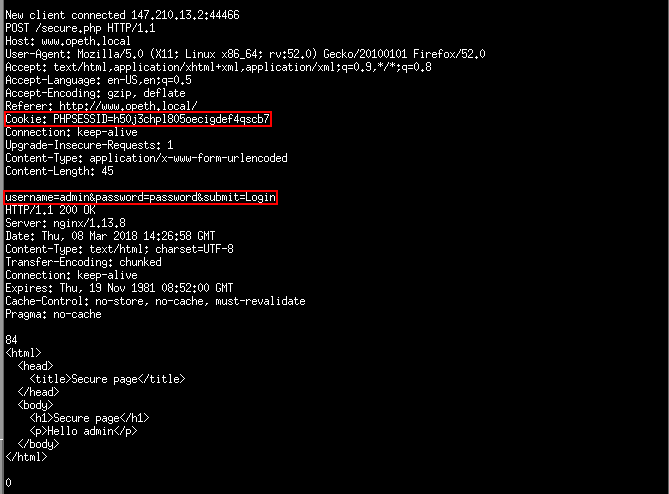 New client connected 147.210.13.2:44466
POST /secure.php HTTP/1.1
Host: www.opeth.local
User-Agent: Mozilla/5.0 (X11; Linux x86_64; rv:52.0) Gecko/20100101 Firefox/52.0
Accept: text/html,application/xhtml+xml,application/xml;q=0.9,*/*;q=0.8
Accept-Language: en-US,en;q=0.5
Accept-Encoding: gzip, deflate
Referer: http://www.opeth.local/
Cookie: PHPSESSID=h50j3chpl805oecigdef4qscb7
Connection: keep-alive
Upgrade-Insecure-Requests: 1
Content-Type: application/x-www-form-urlencoded
Content-Length: 45

username=admin&password=password&submit=Login
HTTP/1.1 200 OK
Server: nginx/1.13.8
Date: Thu, 08 Mar 2018 14:26:58 GMT
Content-Type: text/html; charset=UTF-8
Transfer-Encoding: chunked
Connection: keep-alive
Expires: Thu, 19 Nov 1981 08:52:00 GMT
Cache-Control: no-store, no-cache, must-revalidate
Pragma: no-cache

84
<html>
  <head>
    <title>Secure page</title>
  </head>
  <body>
    <h1>Secure page</h1>
    <p>Hello admin</p>
  </body>
</html>

0